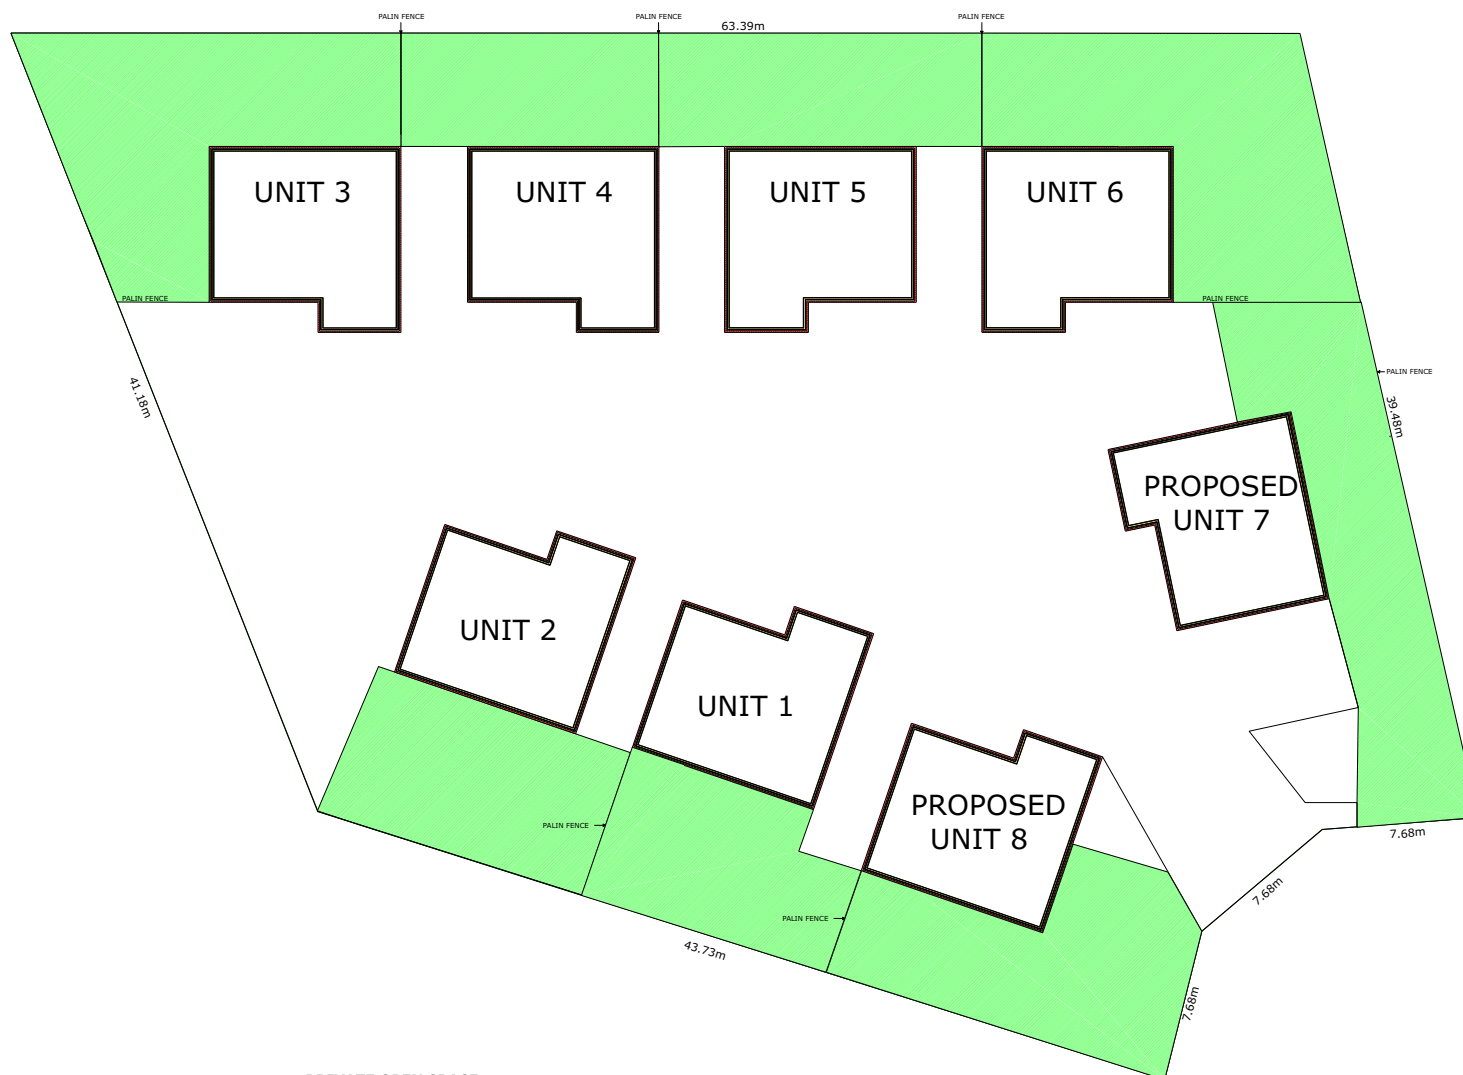 PALIN FENCE
PALIN FENCE
PALIN FENCE
63.39m
UNIT 3
UNIT 4
UNIT 5
UNIT 6
PALIN FENCE
PALIN FENCE
PALIN FENCE
41.18m
39.48m
PROPOSED
UNIT 7
UNIT 2
UNIT 1
PROPOSED
UNIT 8
PALIN FENCE
7.68m
7.68m
PALIN FENCE
43.73m
7.68m